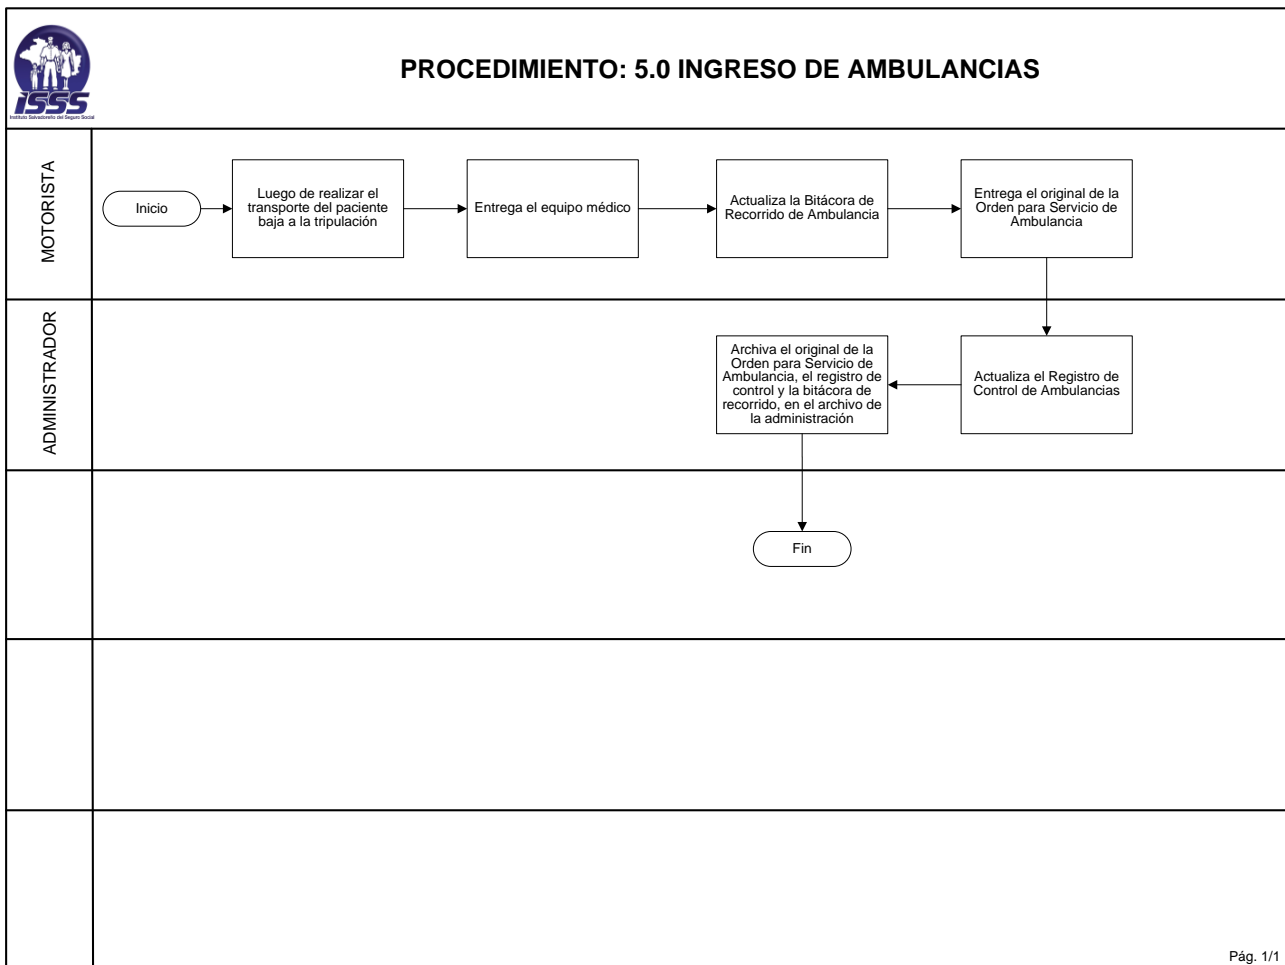 ISSS
Instituto Salvadoreño del Seguro Social
PROCEDIMIENTO: 5.0 INGRESO DE AMBULANCIAS
MOTORISTA
Inicio
Luego de realizar el
transporte del paciente
baja a la tripulación
Entrega el equipo médico
Actualiza la Bitácora de
Recorrido de Ambulancia
Entrega el original de la
Orden para Servicio de
Ambulancia
ADMINISTRADOR
Actualiza el Registro de
Control de Ambulancias
Archiva el original de la
Orden para Servicio de
Ambulancia, el registro de
control y la bitácora de
recorrido, en el archivo de
la administración
Fin
Pág. 1/1